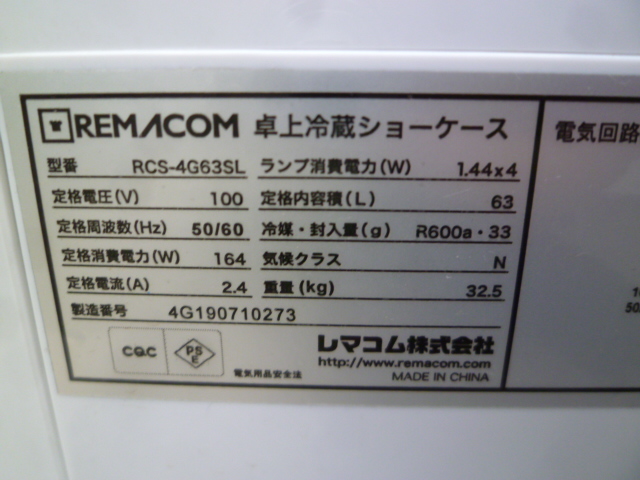 REMACOM 卓上冷蔵ショーケース
型番 RCS-4G63SL ランプ消費電力(W) 1.44x4
定格電圧(V) 100 定格内容積(L) 63
定格周波数(Hz) 50/60 冷媒・封入量(g) R600a・33
定格消費電力(W) 164 気候クラス N
定格電流(A) 2.4 重量(kg) 32.5
製造番号 4G190710273
CQC PSE 電気用品安全法
レマコム株式会社
http://www.remacom.com/
MADE IN CHINA
電気回路